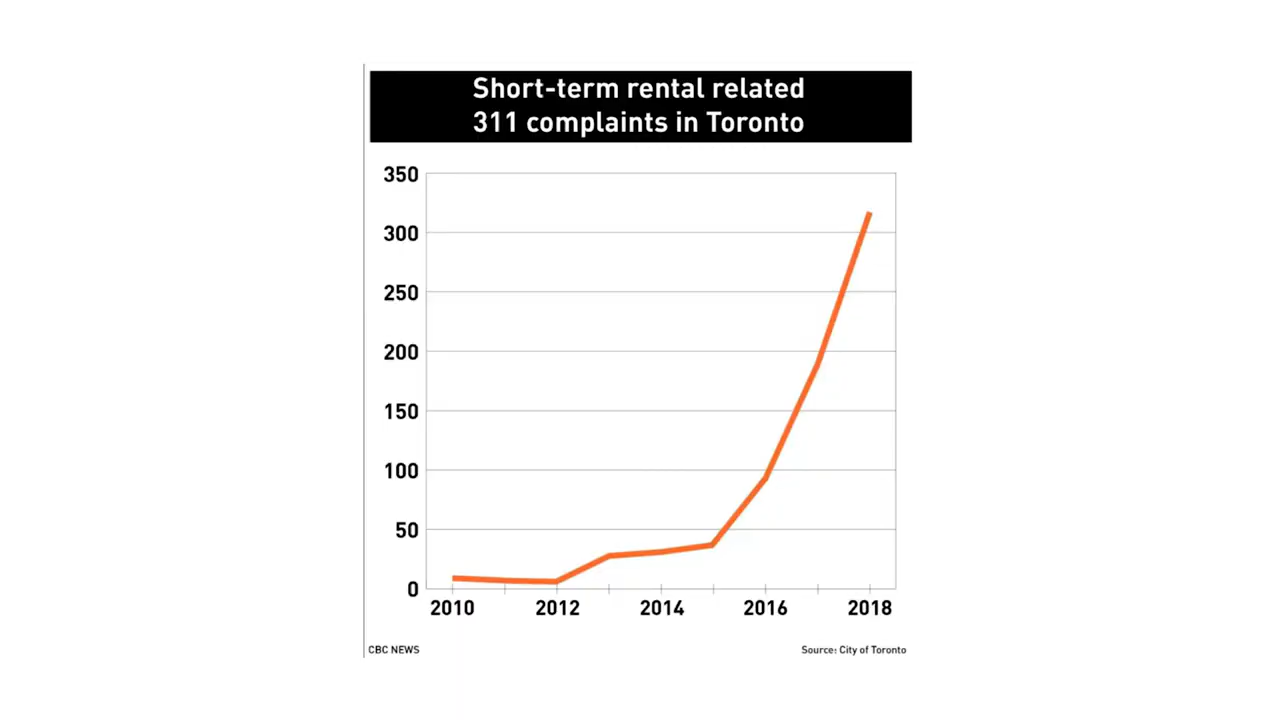 Short-term rental related
311 complaints in Toronto
350
300
250
200
150
100
50
0
2010 2012 2014 2016 2018
CBC NEWS Source: City of Toronto